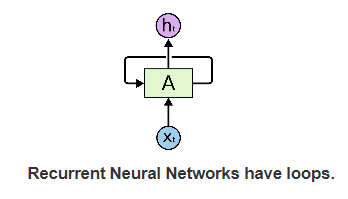 hₜ
A
Xₜ
Recurrent Neural Networks have loops.